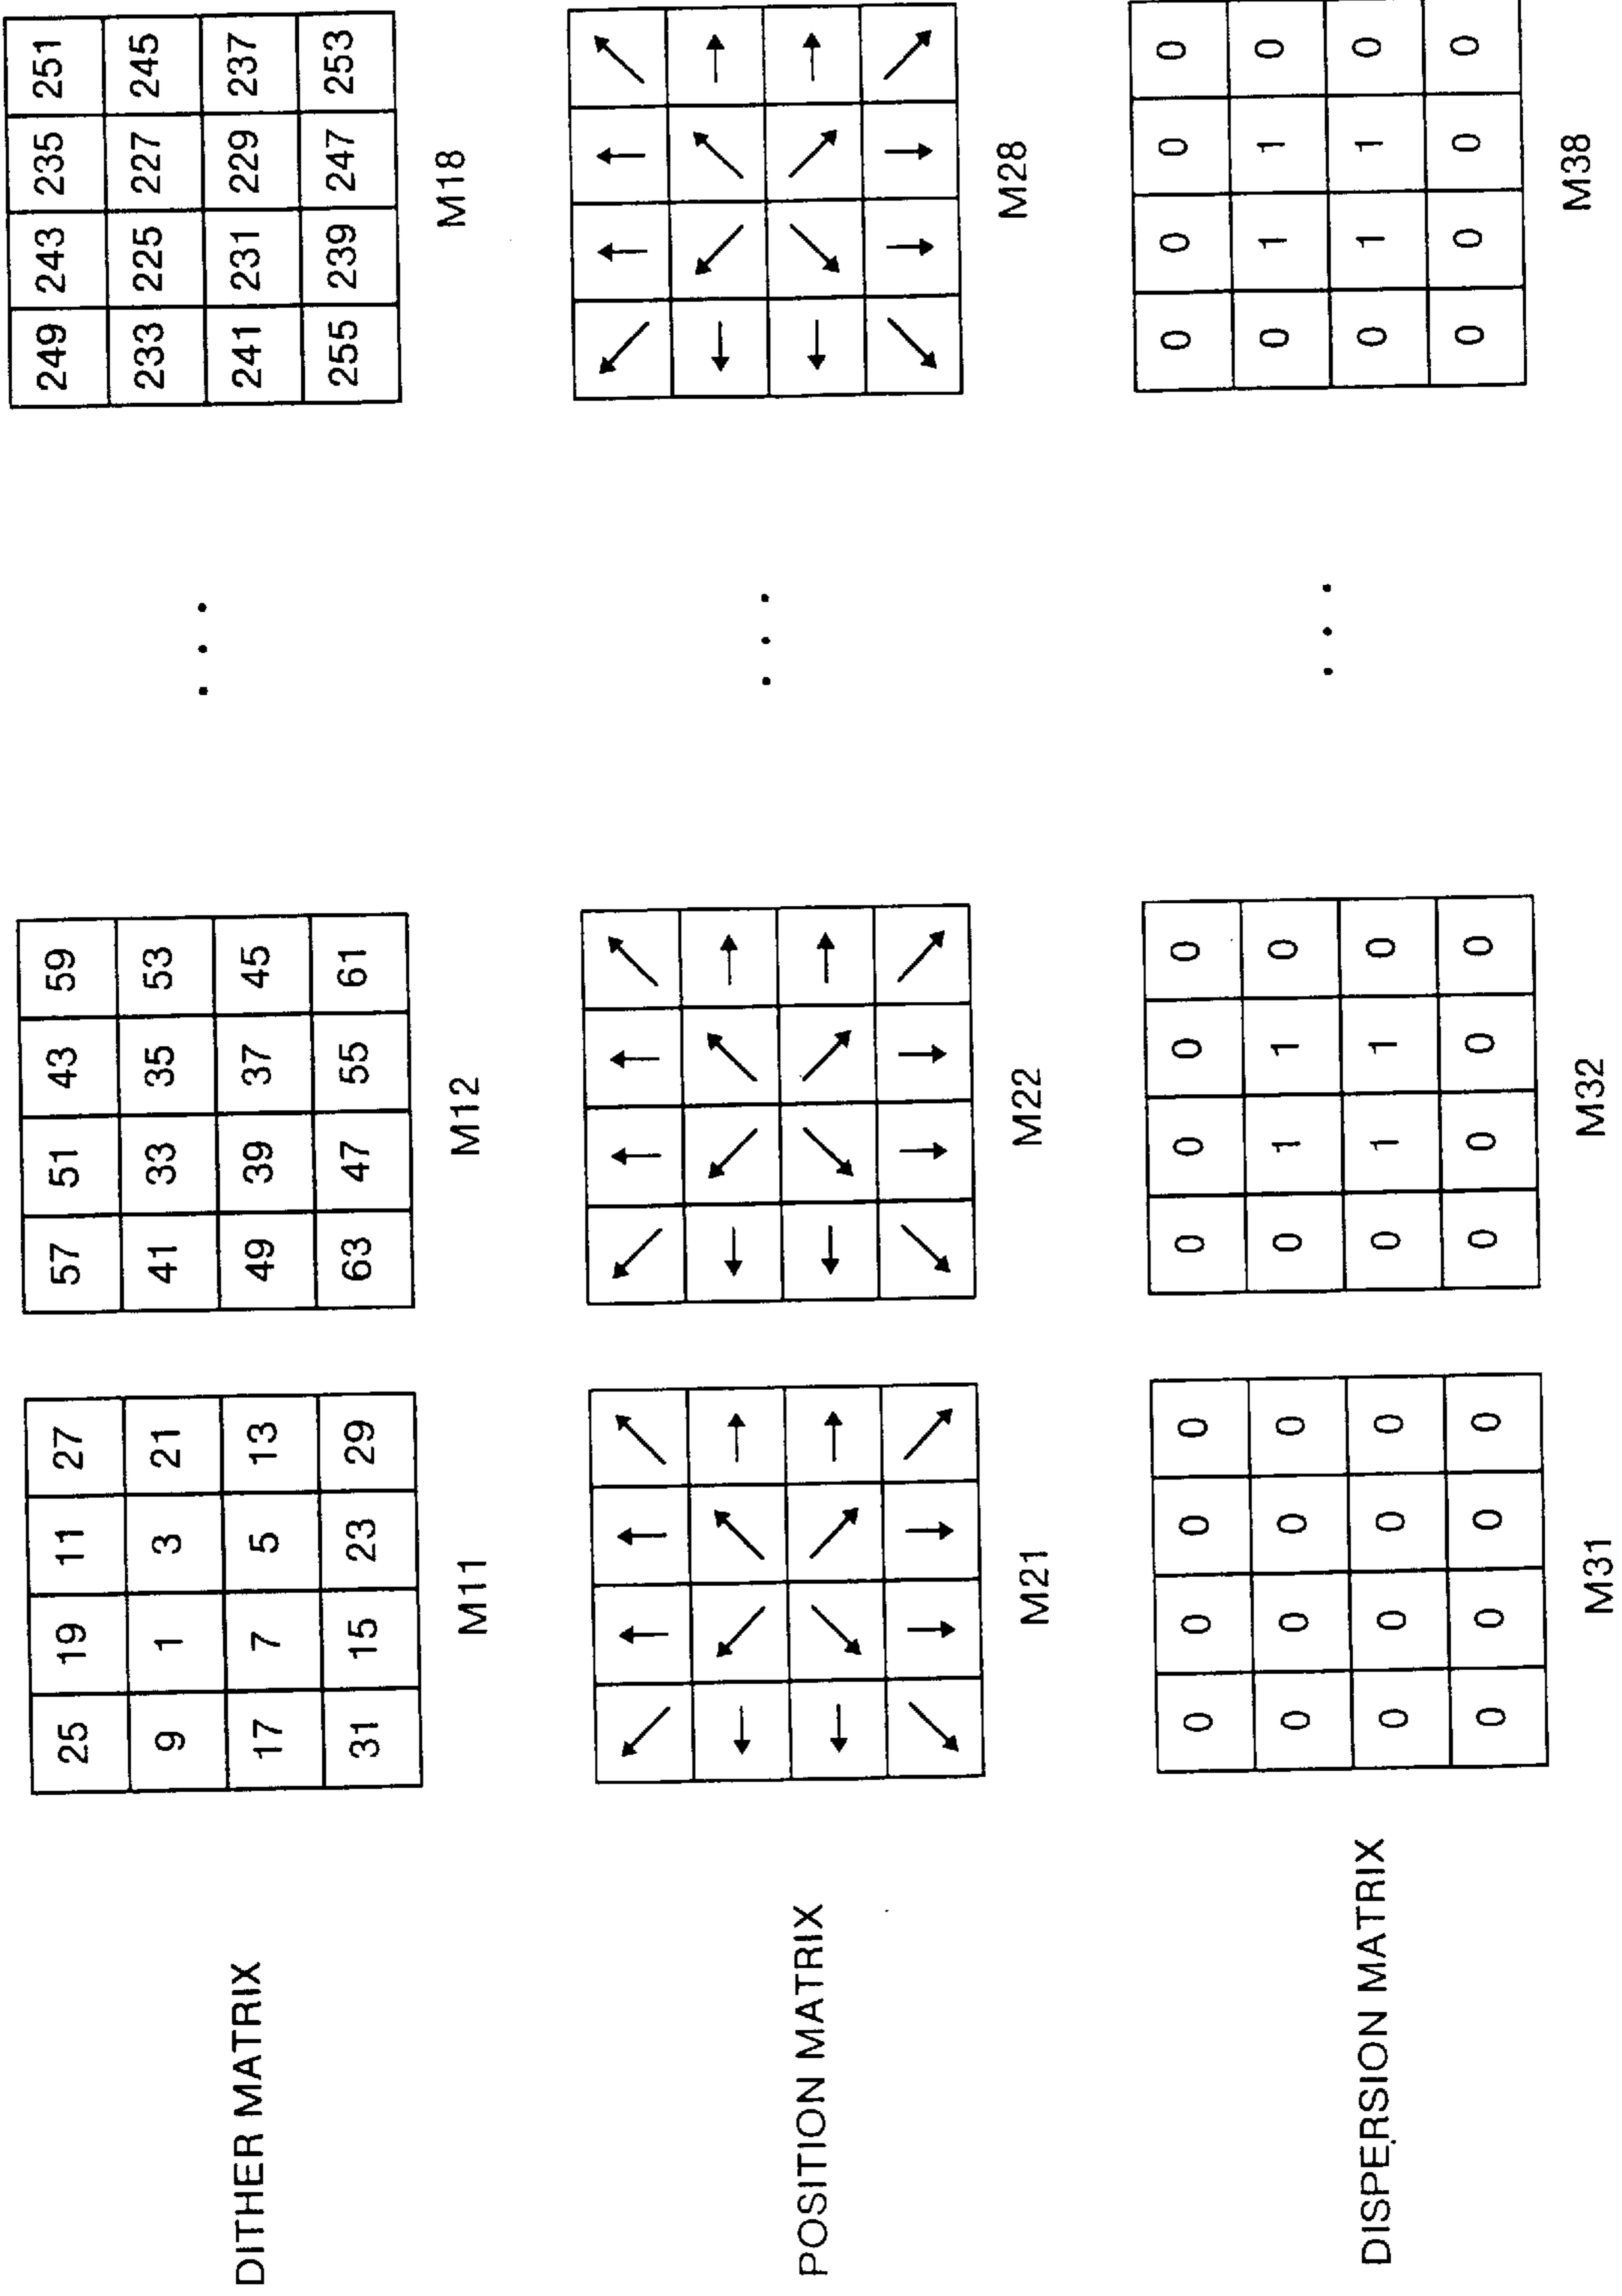 DITHER MATRIX
25 19 11 27
9 1 3 21
17 7 5 13
31 15 23 29
M11
57 51 43 59
41 33 35 53
49 39 37 45
63 47 55 61
M12
. . .
249 243 235 251
233 225 227 245
241 231 229 237
255 239 247 253
M18
POSITION MATRIX
M21
M22
. . .
M28
DISPERSION MATRIX
0 0 0 0
0 0 0 0
0 0 0 0
0 0 0 0
M31
0 0 0 0
0 1 1 0
0 1 1 0
0 0 0 0
M32
. . .
0 0 0 0
0 1 1 0
0 1 1 0
0 0 0 0
M38